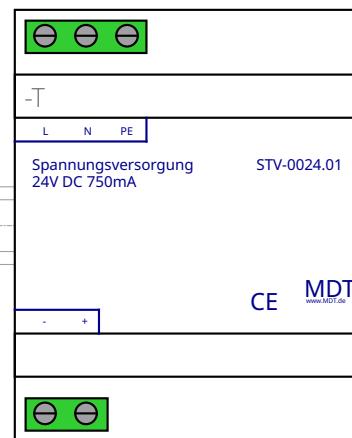 -T
L N PE
Spannungsversorgung STV-0024.01
24V DC 750mA
CE MDT
www.MDT.de
- +